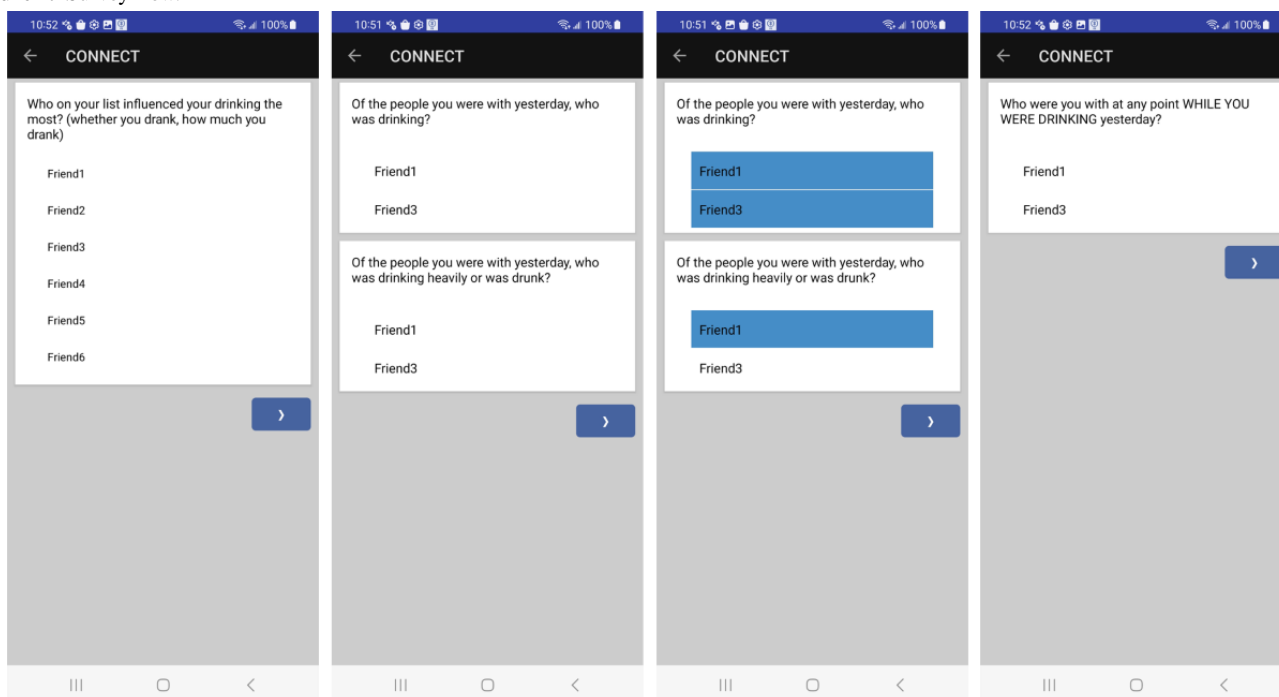 10:52 100%
CONNECT
Who on your list influenced your drinking the
most? (whether you drank, how much you
drank)
Friend1
Friend2
Friend3
Friend4
Friend5
Friend6
10:51 100%
CONNECT
Of the people you were with yesterday, who
was drinking?
Friend1
Friend3
Of the people you were with yesterday, who
was drinking heavily or was drunk?
Friend1
Friend3
10:51 100%
CONNECT
Of the people you were with yesterday, who
was drinking?
Friend1
Friend3
Of the people you were with yesterday, who
was drinking heavily or was drunk?
Friend1
Friend3
10:52 100%
CONNECT
Who were you with at any point WHILE YOU
WERE DRINKING yesterday?
Friend1
Friend3